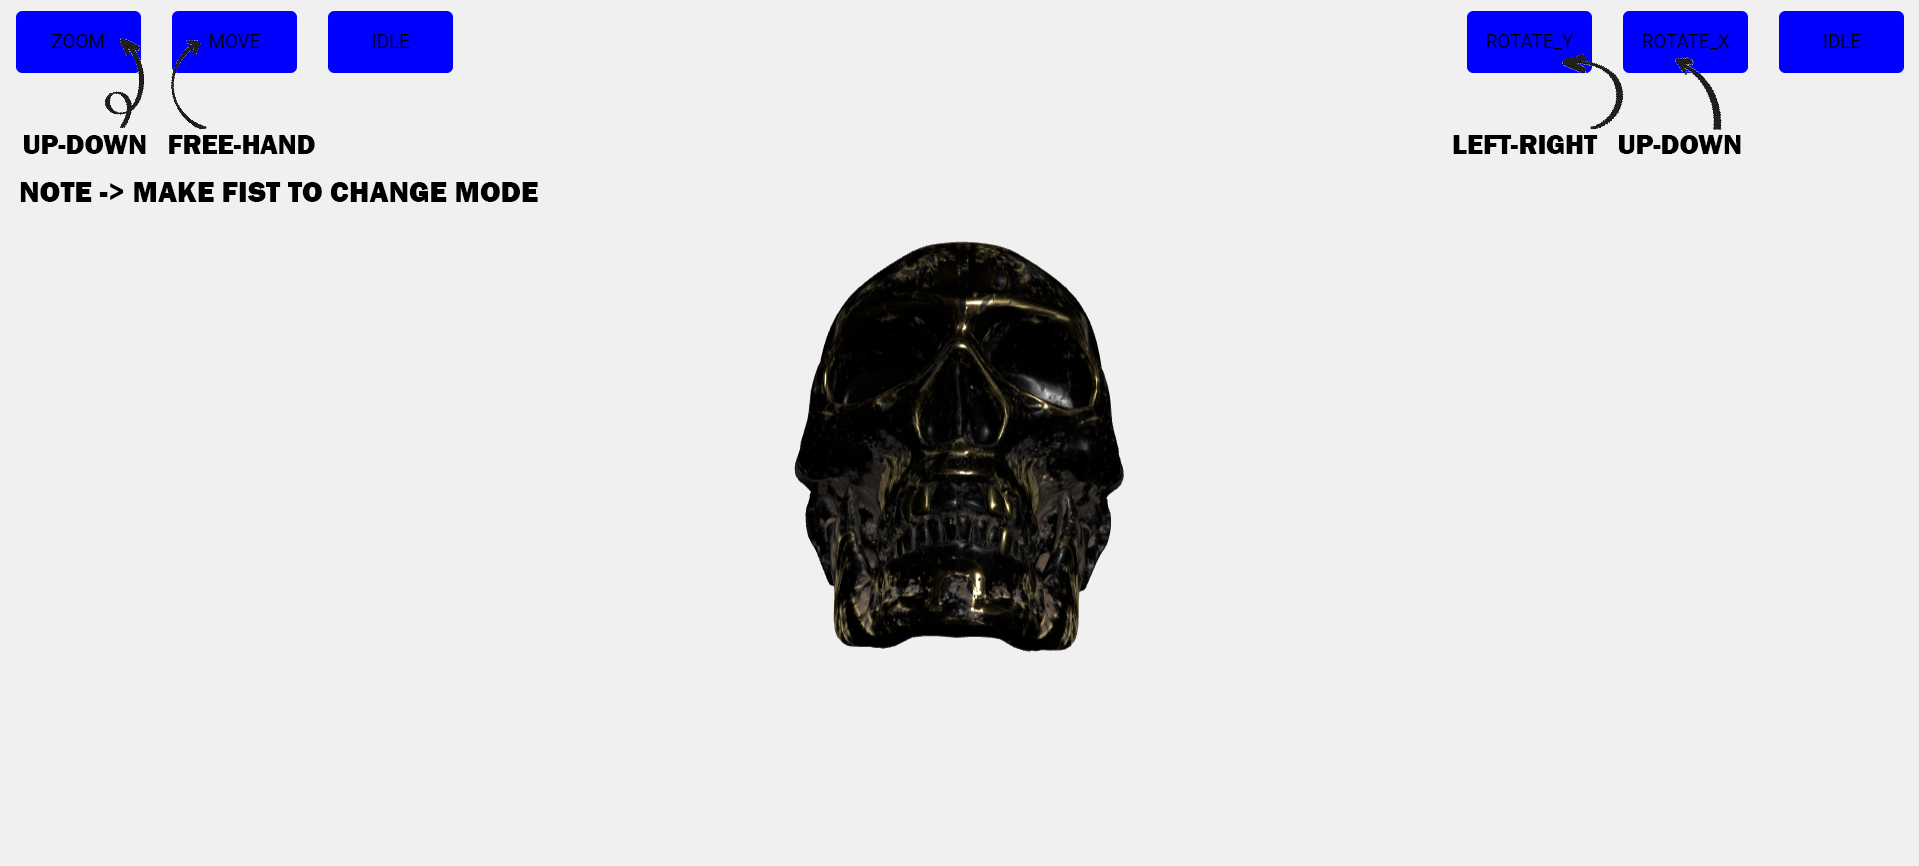 ZOOM MOVE IDLE ROTATE_Y ROTATE_X IDLE
UP-DOWN FREE-HAND LEFT-RIGHT UP-DOWN
NOTE -> MAKE FIST TO CHANGE MODE